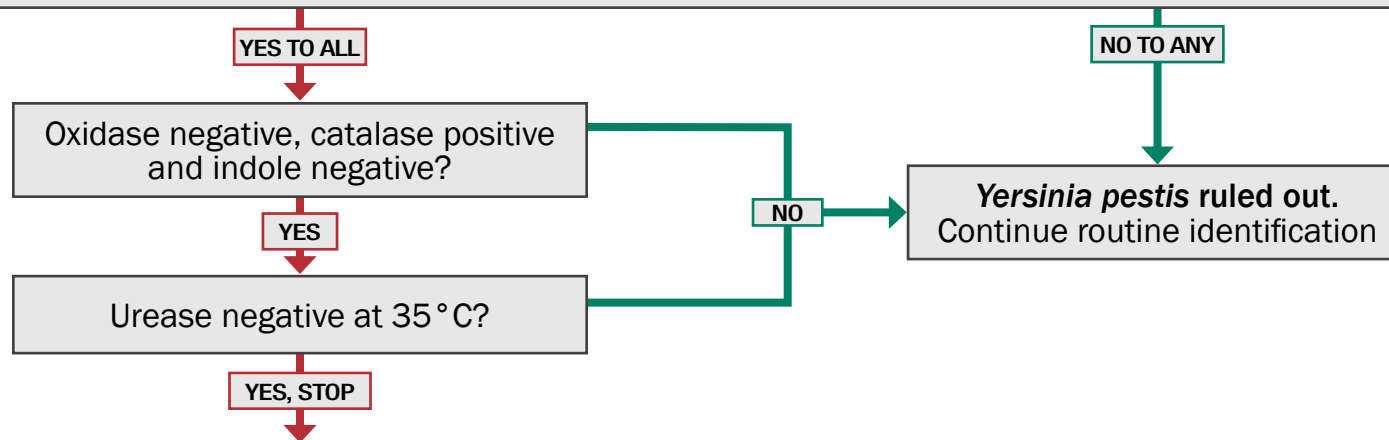 YES TO ALL
NO TO ANY
Oxidase negative, catalase positive
and indole negative?
NO
Yersinia pestis ruled out.
Continue routine identification
YES
Urease negative at 35°C?
YES, STOP